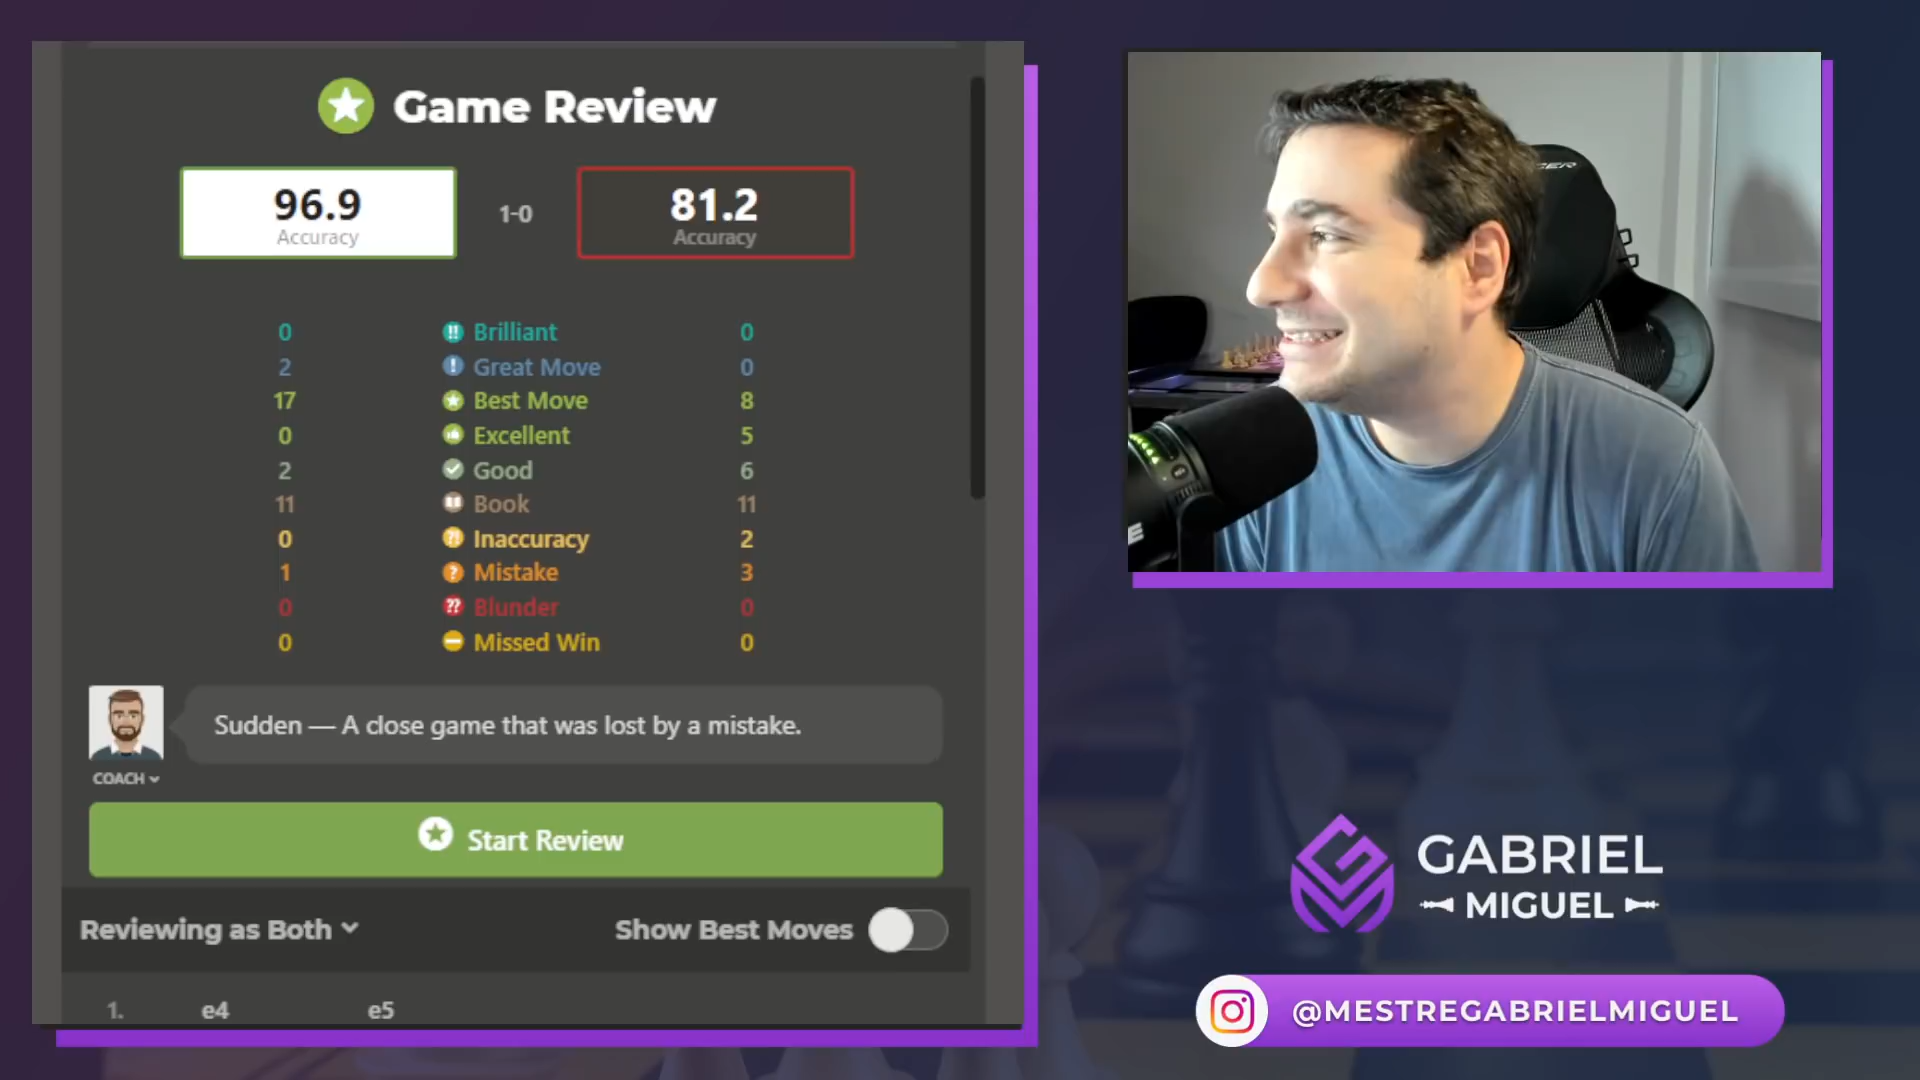 Game Review
96.9
Accuracy
1-0
81.2
Accuracy
0 !! Brilliant 0
2 ! Great Move 0
17 Best Move 8
0 Excellent 5
2 Good 6
11 Book 11
0 ?! Inaccuracy 2
1 ? Mistake 3
0 ?? Blunder 0
0 Missed Win 0
Sudden — A close game that was lost by a mistake.
COACH
Start Review
Reviewing as Both
Show Best Moves
1. e4 e5
GABRIEL
MIGUEL
@MESTREGABRIELMIGUEL